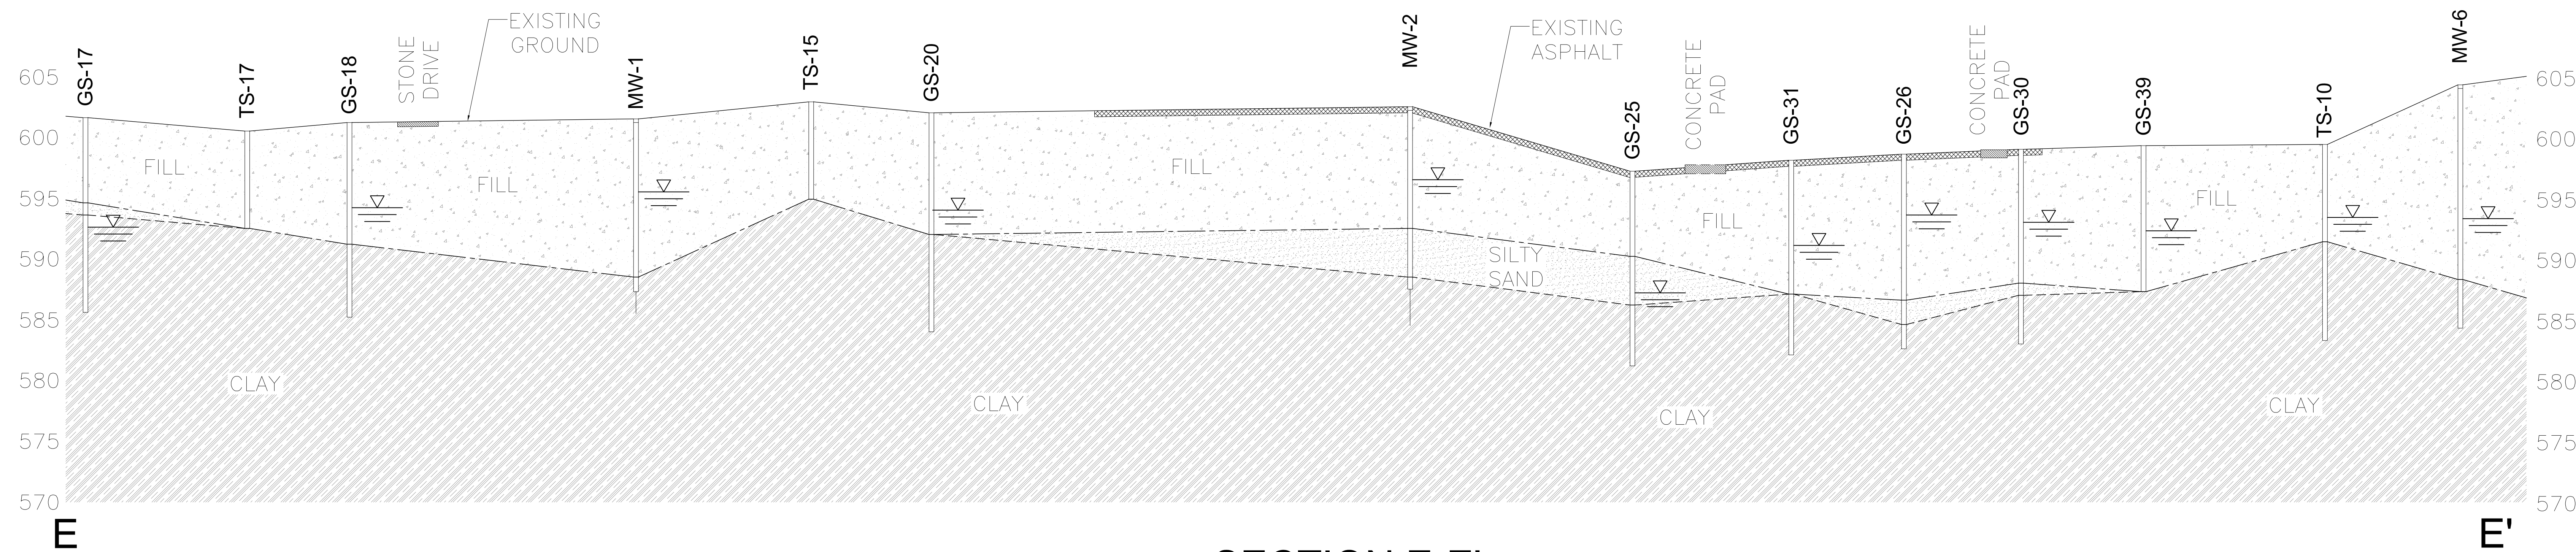 EXISTING
GROUND
EXISTING
ASPHALT
STONE
DRIVE
CONCRETE
PAD
CONCRETE
PAD
GS-17
TS-17
GS-18
MW-1
TS-15
GS-20
MW-2
GS-25
GS-31
GS-26
GS-30
GS-39
TS-10
MW-6
605
605
600
600
595
595
590
590
585
585
580
580
575
575
570
570
FILL
FILL
FILL
FILL
FILL
SILTY
SAND
CLAY
CLAY
CLAY
CLAY
E
E'